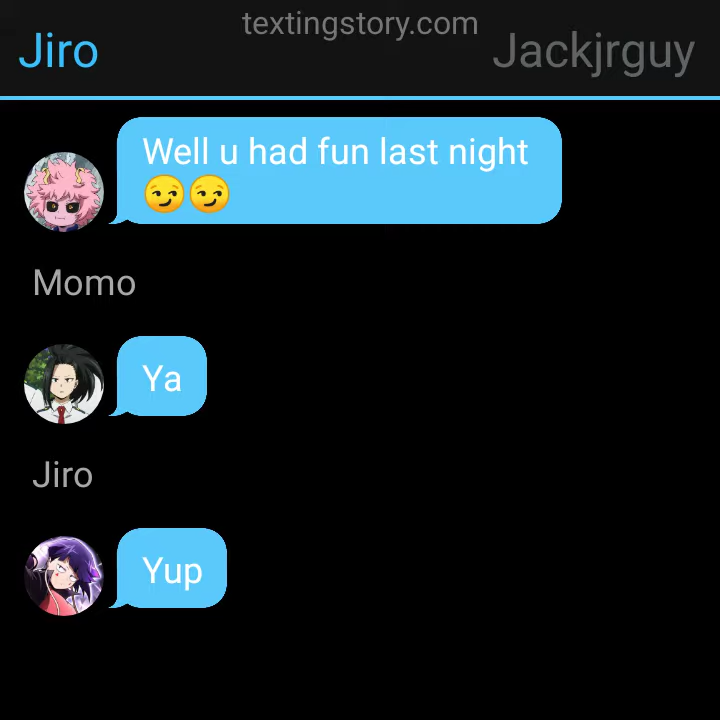 textingstory.com
Jiro
Jackjrguy
Well u had fun last night
😏😏
Momo
Ya
Jiro
Yup